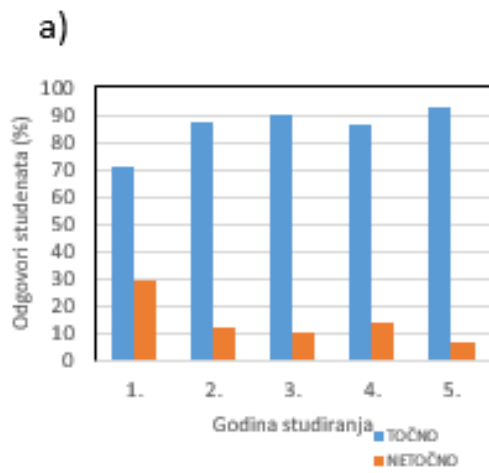 a)
100
90
80
70
60
50
40
30
20
10
0
Odgovori studenata (%)
1. 2. 3. 4. 5.
Godina studiranja
TOČNO
NETOČNO